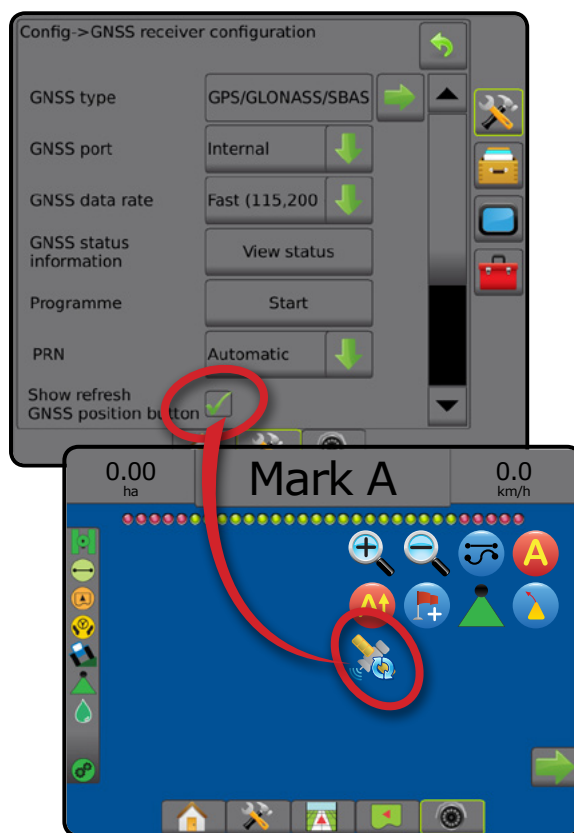 Config->GNSS receiver configuration
GNSS type
GPS/GLONASS/SBAS
GNSS port
Internal
GNSS data rate
Fast (115,200
GNSS status
information
View status
Programme
Start
PRN
Automatic
Show refresh
GNSS position button
0.00
ha
Mark A
0.0
km/h
A
A